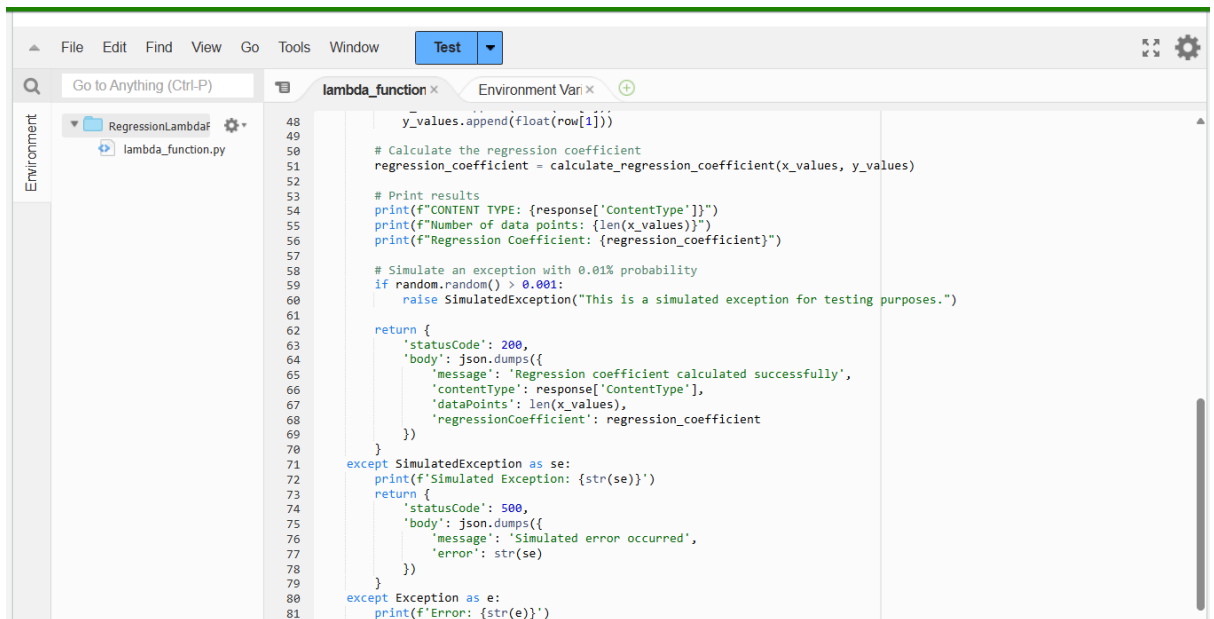 File Edit Find View Go Tools Window Test
Go to Anything (Ctrl-P)
lambda_function × Environment Vari ×
Environment
RegressionLambdaF
lambda_function.py
48 y_values.append(float(row[1]))
49
50 # Calculate the regression coefficient
51 regression_coefficient = calculate_regression_coefficient(x_values, y_values)
52
53 # Print results
54 print(f"CONTENT TYPE: {response['ContentType']}")
55 print(f"Number of data points: {len(x_values)}")
56 print(f"Regression Coefficient: {regression_coefficient}")
57
58 # Simulate an exception with 0.01% probability
59 if random.random() > 0.001:
60 raise SimulatedException("This is a simulated exception for testing purposes.")
61
62 return {
63 'statusCode': 200,
64 'body': json.dumps({
65 'message': 'Regression coefficient calculated successfully',
66 'contentType': response['ContentType'],
67 'dataPoints': len(x_values),
68 'regressionCoefficient': regression_coefficient
69 })
70 }
71 except SimulatedException as se:
72 print(f'Simulated Exception: {str(se)}')
73 return {
74 'statusCode': 500,
75 'body': json.dumps({
76 'message': 'Simulated error occurred',
77 'error': str(se)
78 })
79 }
80 except Exception as e:
81 print(f'Error: {str(e)}')